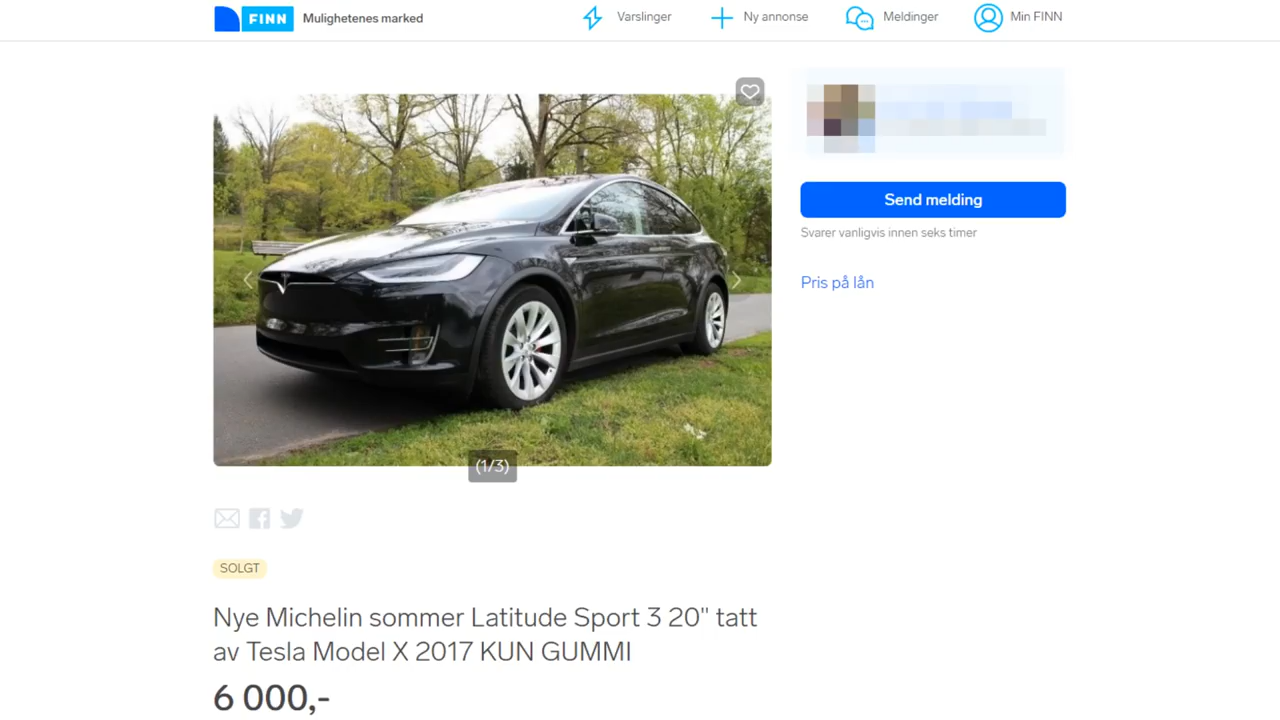 FINN Mulighetenes marked Varslinger Ny annonse Meldinger Min FINN
Send melding
Svarer vanligvis innen seks timer
Pris på lån
(1/3)
SOLGT
Nye Michelin sommer Latitude Sport 3 20" tatt
av Tesla Model X 2017 KUN GUMMI
6 000,-